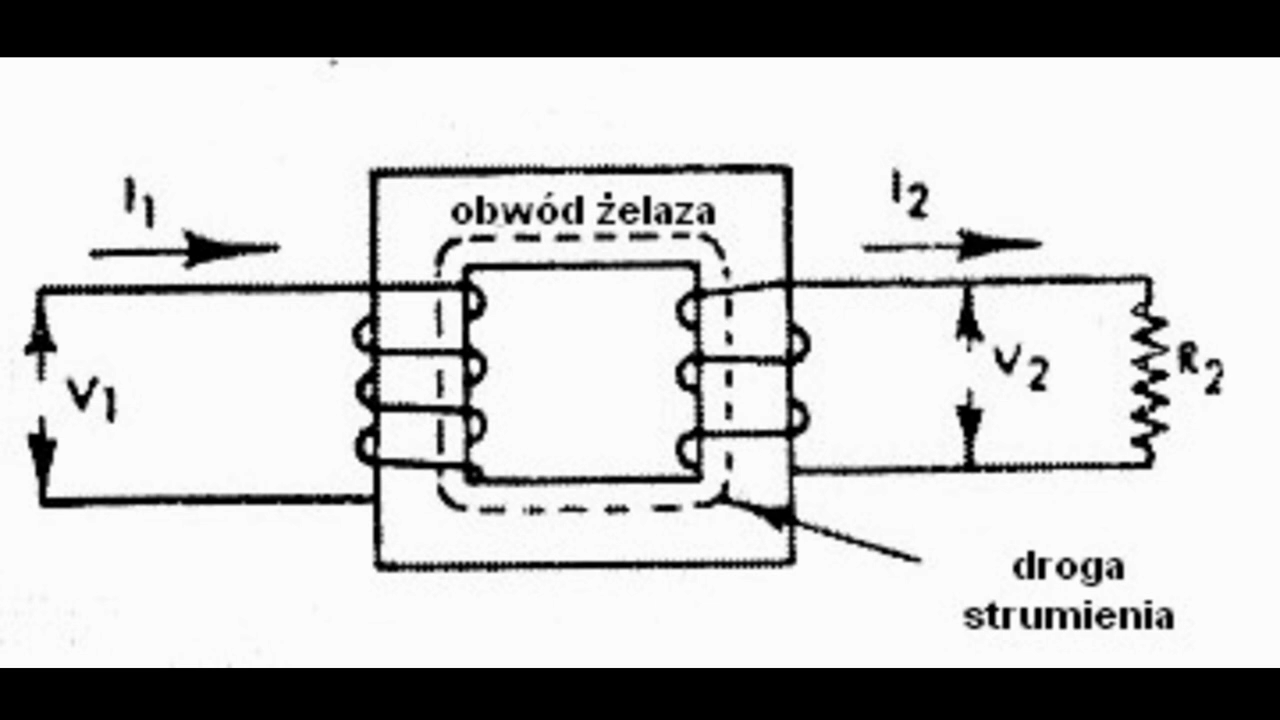 I1
I2
obwód żelaza
V1
V2
R2
droga
strumienia